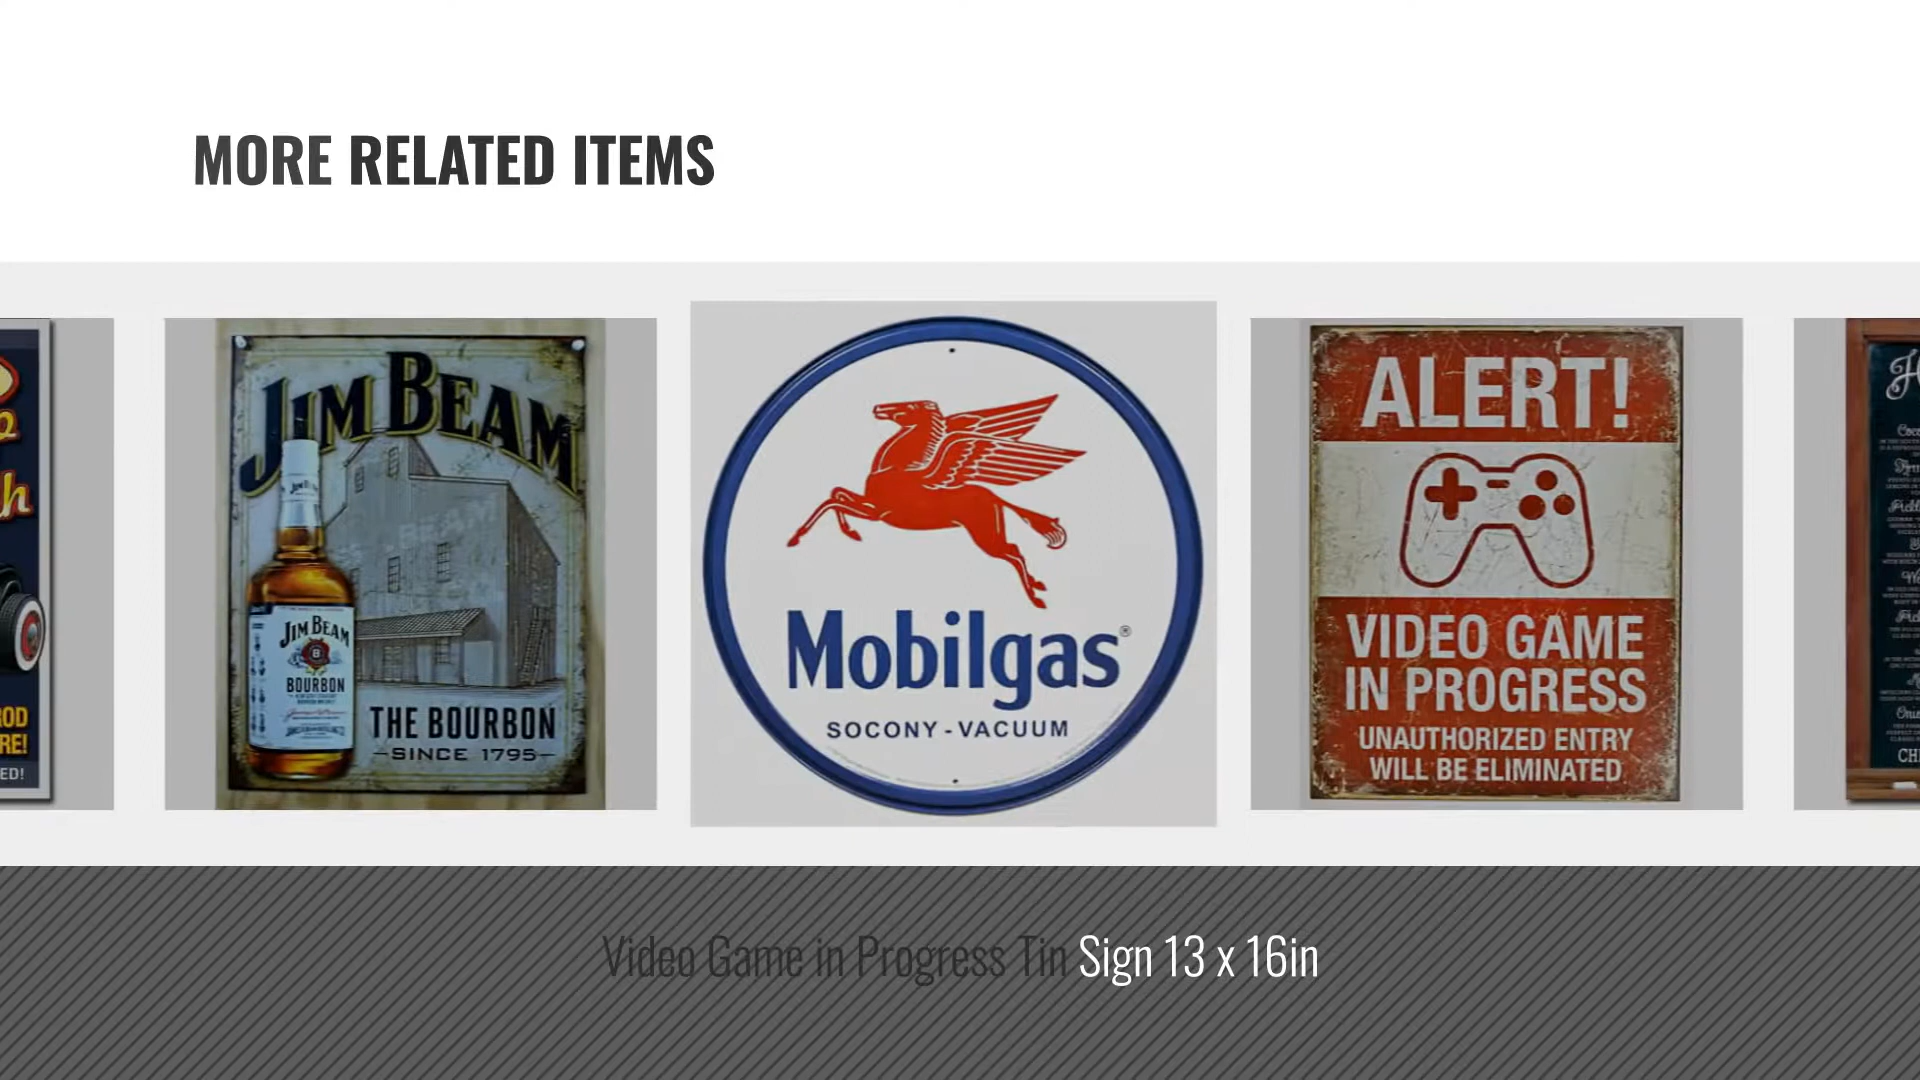 MORE RELATED ITEMS
JIM BEAM
JIM BEAM
BOURBON
THE BOURBON
SINCE 1795
Mobilgas®
SOCONY-VACUUM
ALERT!
VIDEO GAME
IN PROGRESS
UNAUTHORIZED ENTRY
WILL BE ELIMINATED
Video Game in Progress Tin Sign 13 x 16in